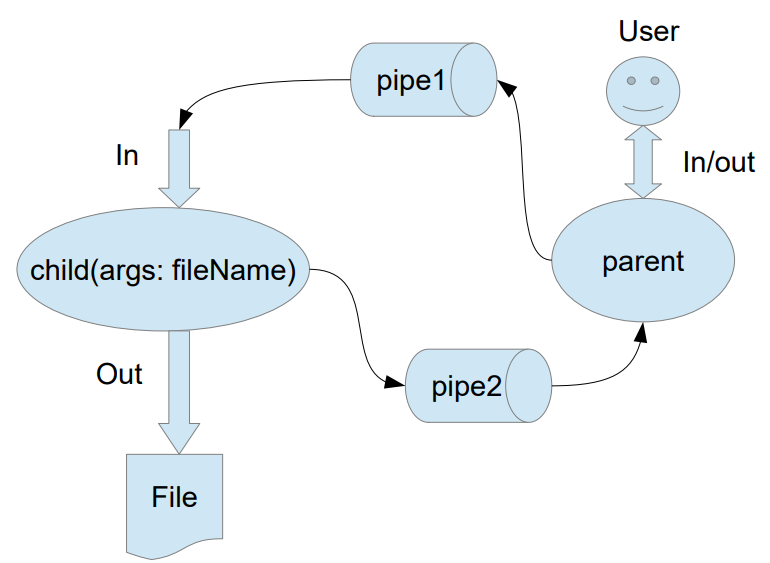 User
pipe1
In
In/out
child(args: fileName)
parent
Out
pipe2
File